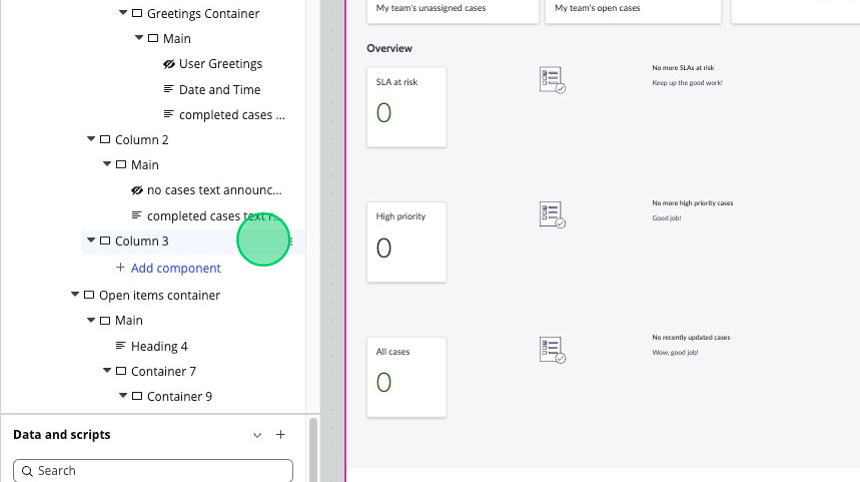 Greetings Container
Main
User Greetings
Date and Time
completed cases ...
Column 2
Main
no cases text announc...
completed cases text r...
Column 3
+ Add component
Open items container
Main
Heading 4
Container 7
Container 9
Data and scripts
Search
My team's unassigned cases
My team's open cases
Overview
SLA at risk
0
No more SLAs at risk
Keep up the good work!
High priority
0
No more high priority cases
Good job!
All cases
0
No recently updated cases
Wow, good job!